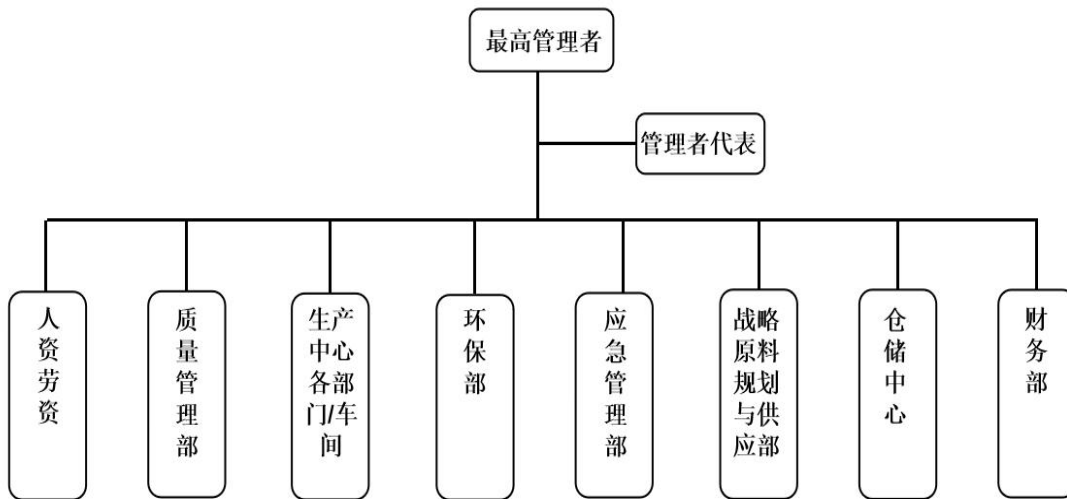 最高管理者
管理者代表
人
资
劳
资
质
量
管
理
部
生产
中心
各部
门/车
间
环
保
部
应
急
管
理
部
战略
原料
规划
与供
应部
仓
储
中
心
财
务
部